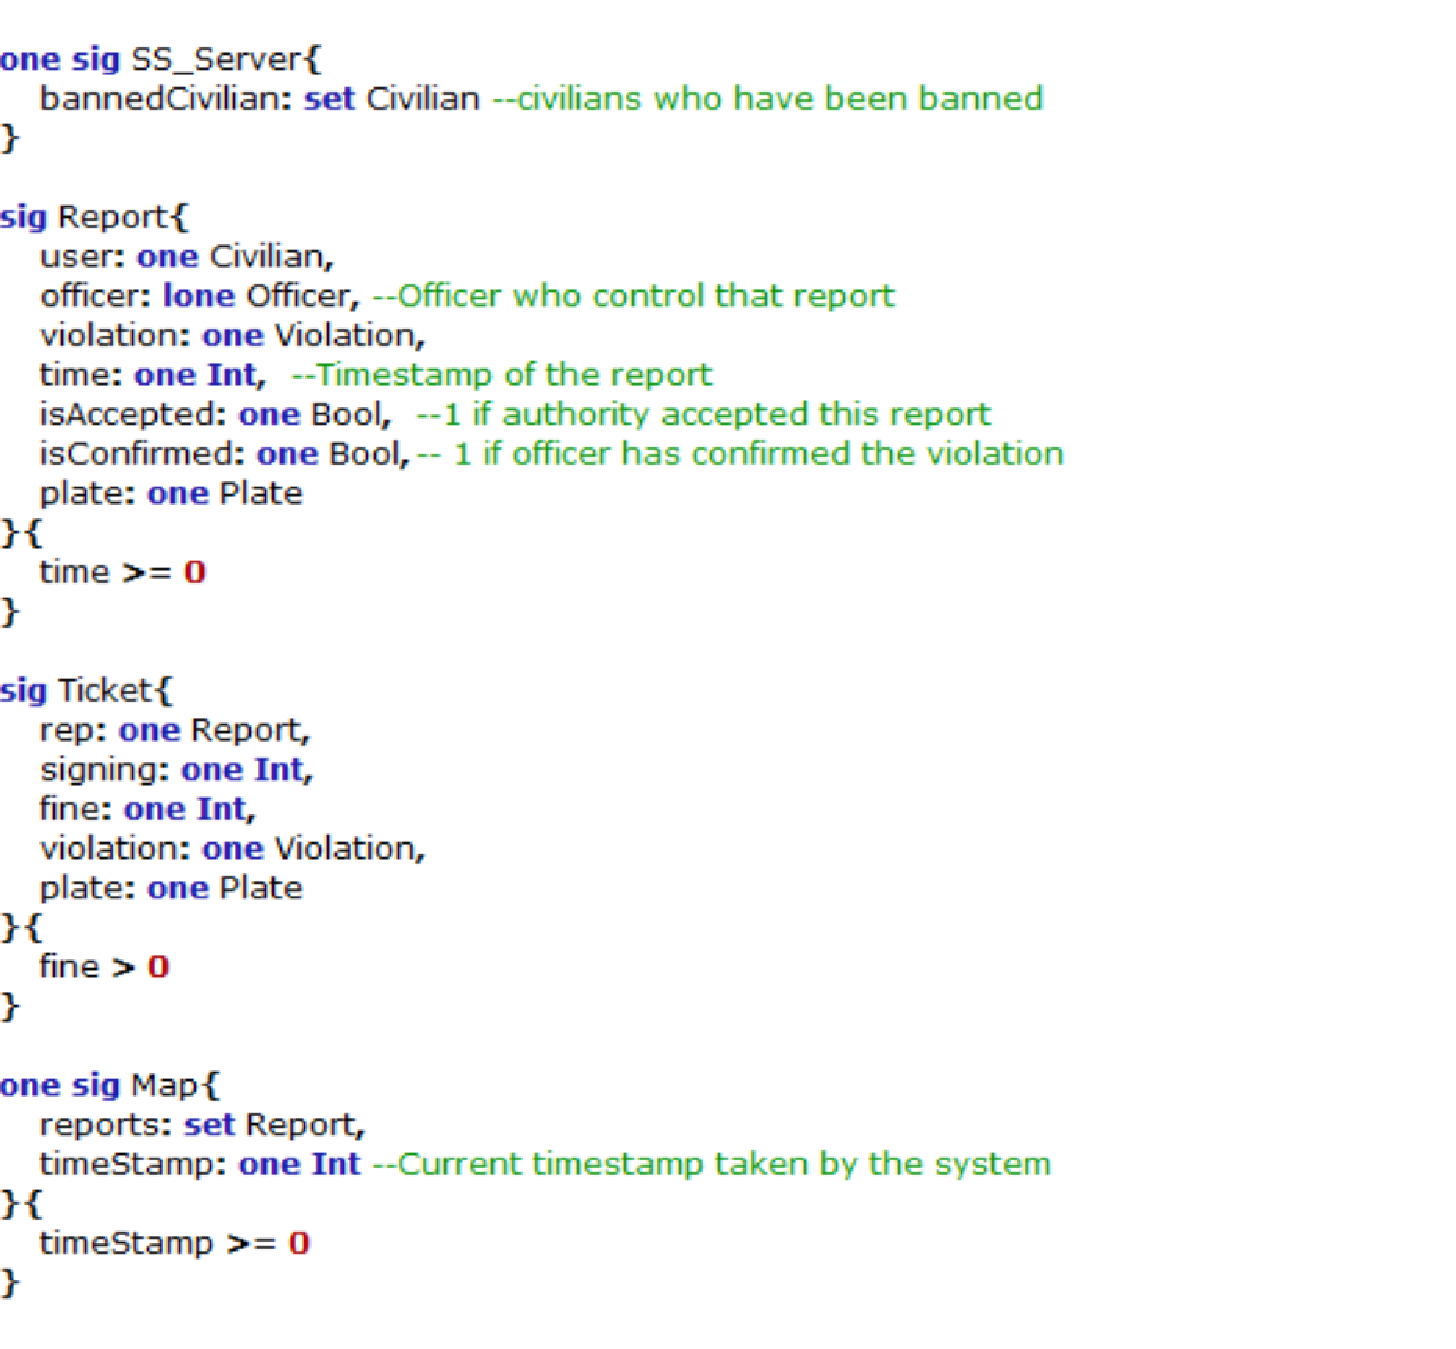 one sig SS_Server{
bannedCivilian: set Civilian --civilians who have been banned
}
sig Report{
user: one Civilian,
officer: lone Officer, --Officer who control that report
violation: one Violation,
time: one Int,  --Timestamp of the report
isAccepted: one Bool,  --1 if authority accepted this report
isConfirmed: one Bool, -- 1 if officer has confirmed the violation
plate: one Plate
}{
time >= 0
}
sig Ticket{
rep: one Report,
signing: one Int,
fine: one Int,
violation: one Violation,
plate: one Plate
}{
fine > 0
}
one sig Map{
reports: set Report,
timeStamp: one Int --Current timestamp taken by the system
}{
timeStamp >= 0
}